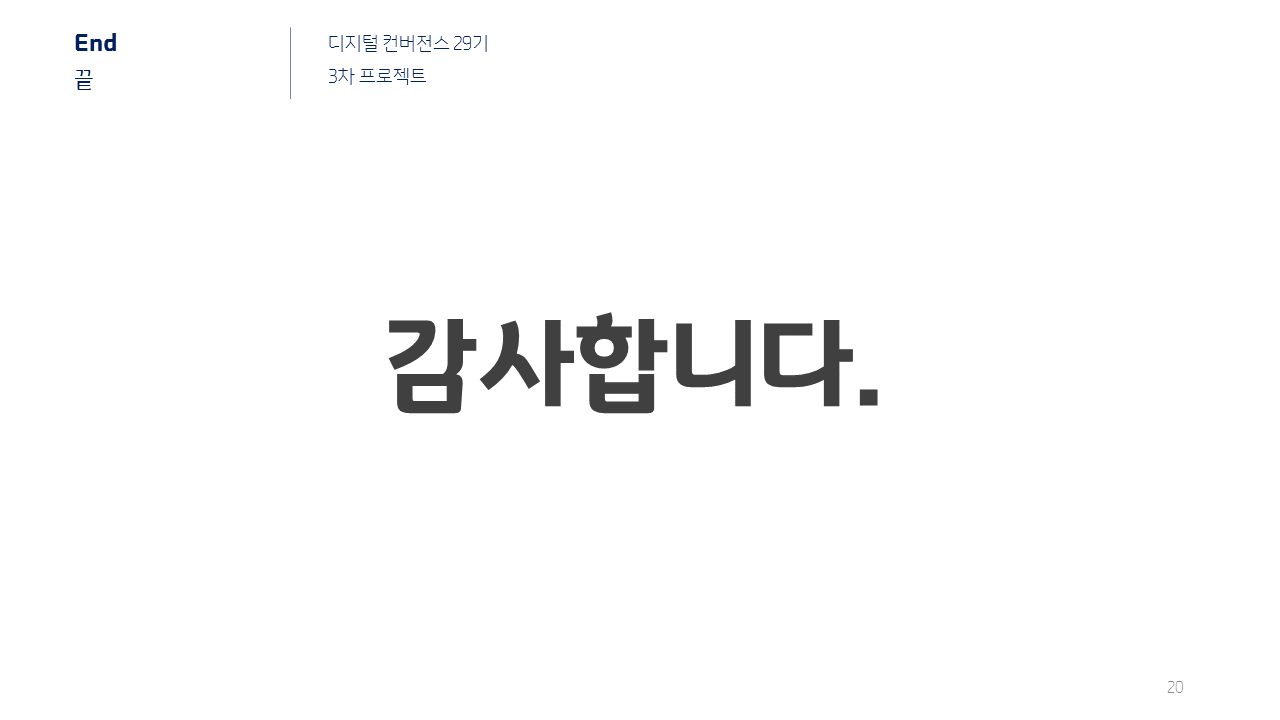 End
끝
디지털 컨버전스 29기
3차 프로젝트
감사합니다.
20